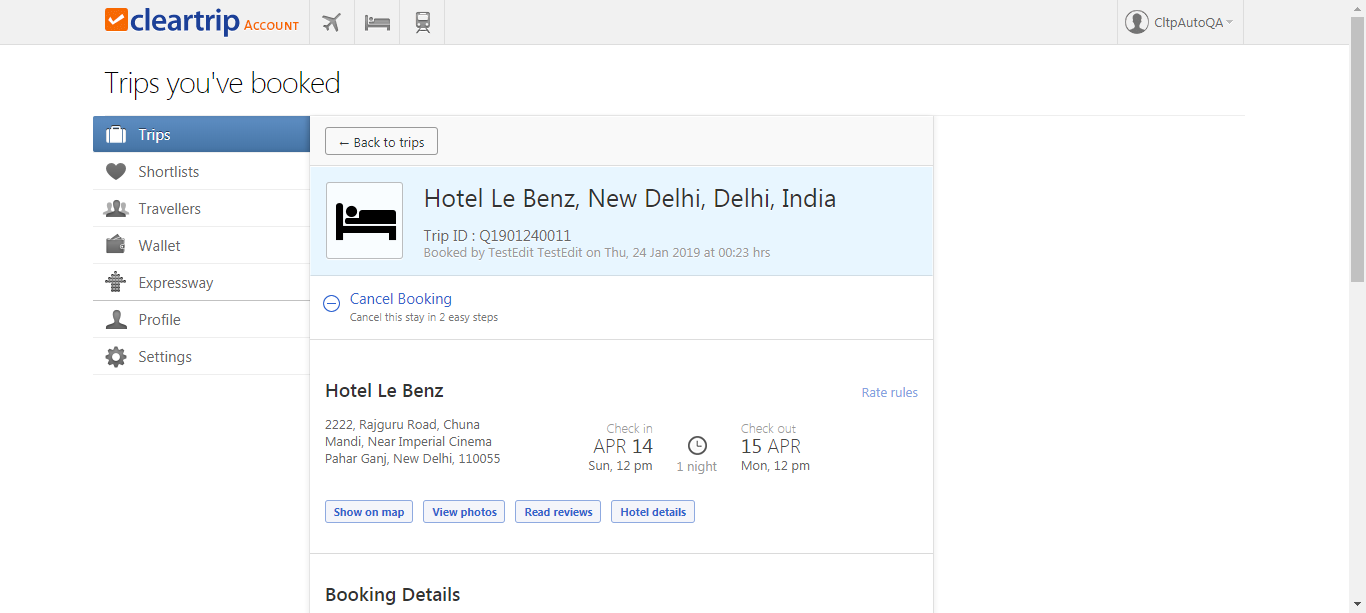 cleartrip ACCOUNT
CltpAutoQA
Trips you've booked
Trips
Shortlists
Travellers
Wallet
Expressway
Profile
Settings
← Back to trips
Hotel Le Benz, New Delhi, Delhi, India
Trip ID : Q1901240011
Booked by TestEdit TestEdit on Thu, 24 Jan 2019 at 00:23 hrs
Cancel Booking
Cancel this stay in 2 easy steps
Hotel Le Benz
Rate rules
2222, Rajguru Road, Chuna
Mandi, Near Imperial Cinema
Pahar Ganj, New Delhi, 110055
Check in
APR 14
Sun, 12 pm
1 night
Check out
15 APR
Mon, 12 pm
Show on map
View photos
Read reviews
Hotel details
Booking Details